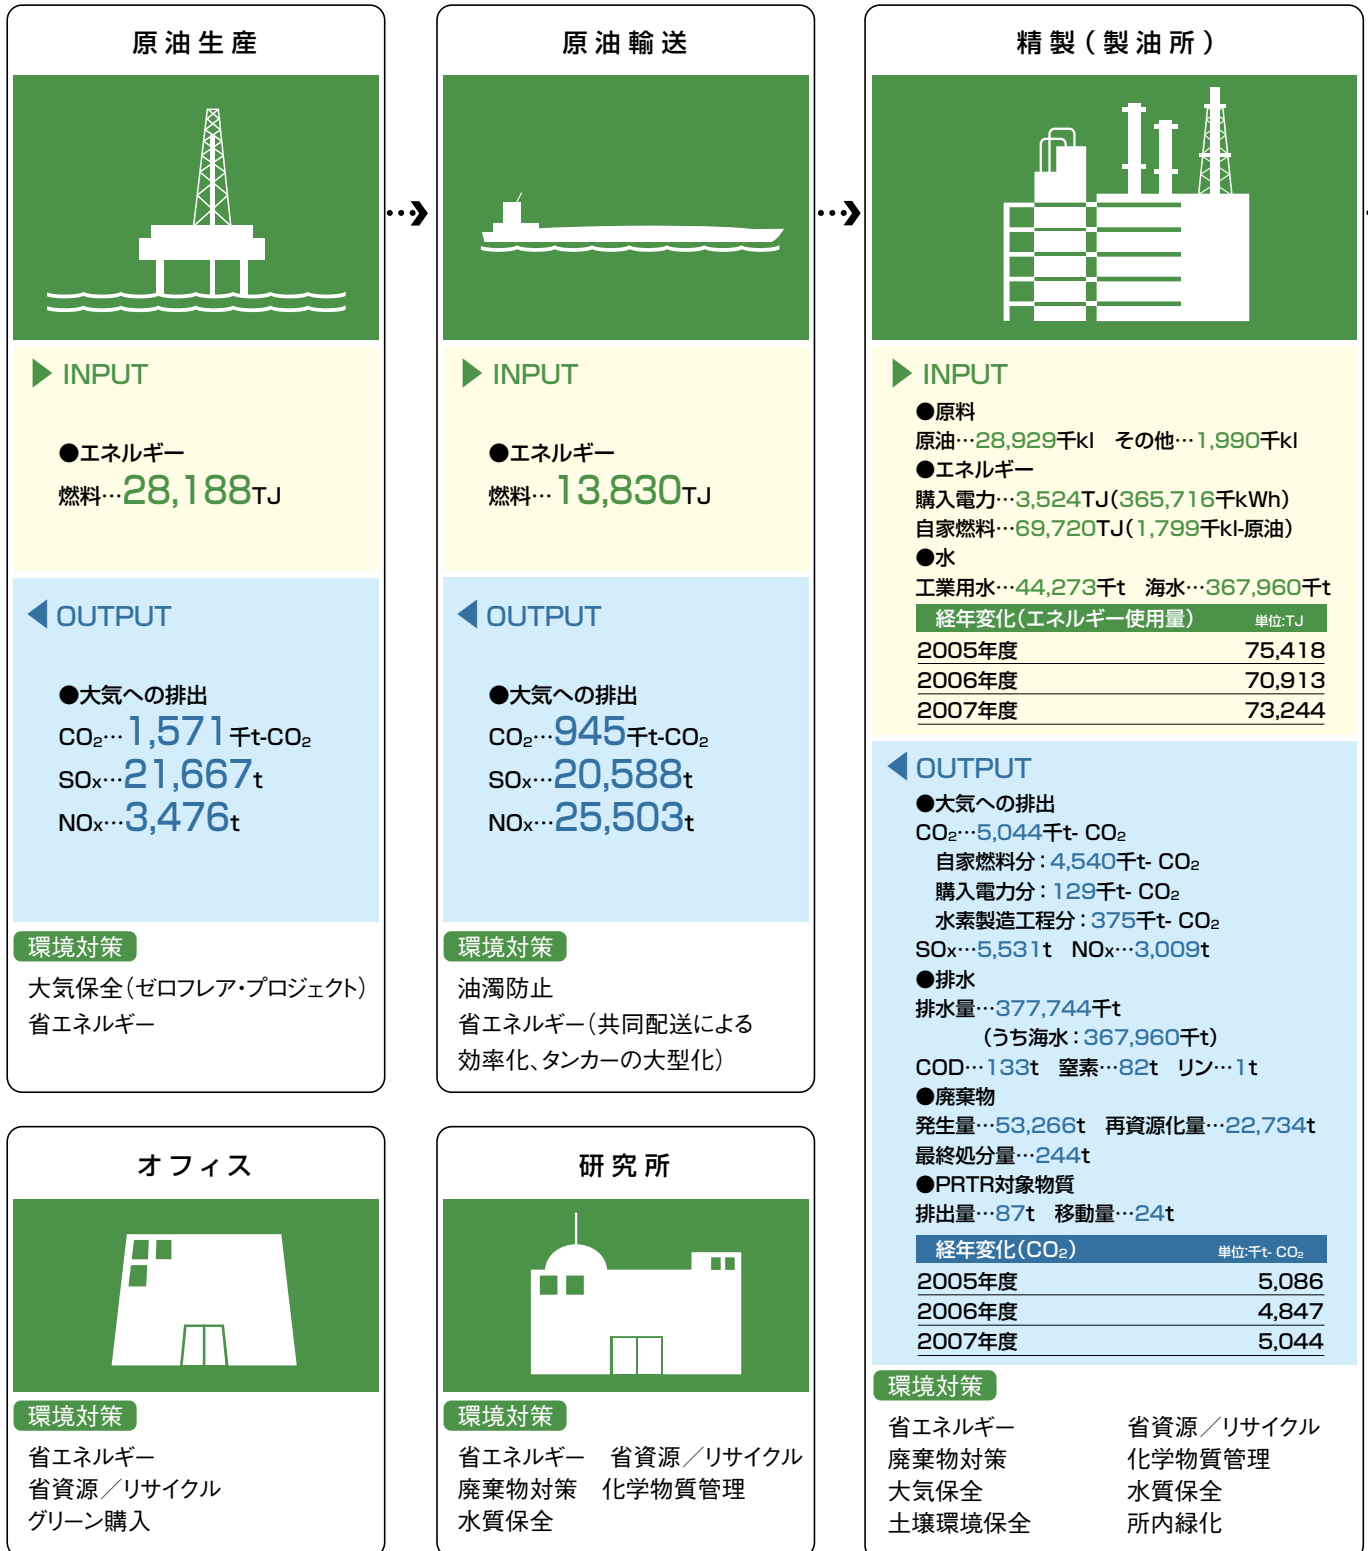 原油生産
INPUT
●エネルギー
燃料…28,188TJ
OUTPUT
●大気への排出
CO₂…1,571千t-CO₂
SOx…21,667t
NOx…3,476t
環境対策
大気保全(ゼロフレア・プロジェクト)
省エネルギー
原油輸送
INPUT
●エネルギー
燃料…13,830TJ
OUTPUT
●大気への排出
CO₂…945千t-CO₂
SOx…20,588t
NOx…25,503t
環境対策
油濁防止
省エネルギー(共同配送による
効率化、タンカーの大型化)
精製(製油所)
INPUT
●原料
原油…28,929千kl その他…1,990千kl
●エネルギー
購入電力…3,524TJ(365,716千kWh)
自家燃料…69,720TJ(1,799千kl-原油)
●水
工業用水…44,273千t 海水…367,960千t
経年変化(エネルギー使用量) 単位:TJ
2005年度 75,418
2006年度 70,913
2007年度 73,244
OUTPUT
●大気への排出
CO₂…5,044千t- CO₂
自家燃料分:4,540千t- CO₂
購入電力分:129千t- CO₂
水素製造工程分:375千t- CO₂
SOx…5,531t NOx…3,009t
●排水
排水量…377,744千t
(うち海水:367,960千t)
COD…133t 窒素…82t リン…1t
●廃棄物
発生量…53,266t 再資源化量…22,734t
最終処分量…244t
●PRTR対象物質
排出量…87t 移動量…24t
経年変化(CO₂) 単位:千t- CO₂
2005年度 5,086
2006年度 4,847
2007年度 5,044
環境対策
省エネルギー 省資源/リサイクル
廃棄物対策 化学物質管理
大気保全 水質保全
土壌環境保全 所内緑化
オフィス
環境対策
省エネルギー
省資源/リサイクル
グリーン購入
研究所
環境対策
省エネルギー 省資源/リサイクル
廃棄物対策 化学物質管理
水質保全